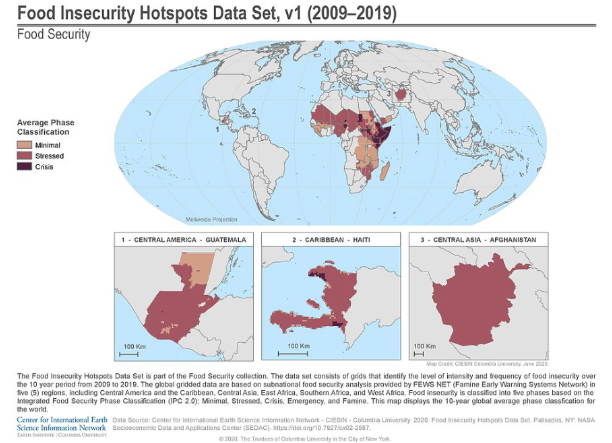 Food Insecurity Hotspots Data Set, v1 (2009–2019)
Food Security
Average Phase
Classification
Minimal
Stressed
Crisis
1
2
3
Mollweide Projection
1 - CENTRAL AMERICA - GUATEMALA
2 - CARIBBEAN - HAITI
3 - CENTRAL ASIA - AFGHANISTAN
100 Km
100 Km
100 Km
Map Credit: CIESIN Columbia University, June 2020.
The Food Insecurity Hotspots Data Set is part of the Food Security collection. The data set consists of grids that identify the level of intensity and frequency of food insecurity over
the 10 year period from 2009 to 2019. The global gridded data are based on subnational food security analysis provided by FEWS NET (Famine Early Warning Systems Network) in
five (5) regions, including Central America and the Caribbean, Central Asia, East Africa, Southern Africa, and West Africa. Food insecurity is classified into five phases based on the
Integrated Food Security Phase Classification (IPC 2.0): Minimal, Stressed, Crisis, Emergency, and Famine. This map displays the 10-year global average phase classfication for
the world.
Center for International Earth
Science Information Network
EARTH INSTITUTE | COLUMBIA UNIVERSITY
Data Source: Center for International Earth Science Information Network - CIESIN - Columbia University. 2020. Food Insecurity Hotspots Data Set. Palisades, NY: NASA
Socioeconomic Data and Applications Center (SEDAC).
© 2020. The Trustees of Columbia University in the City of New York.